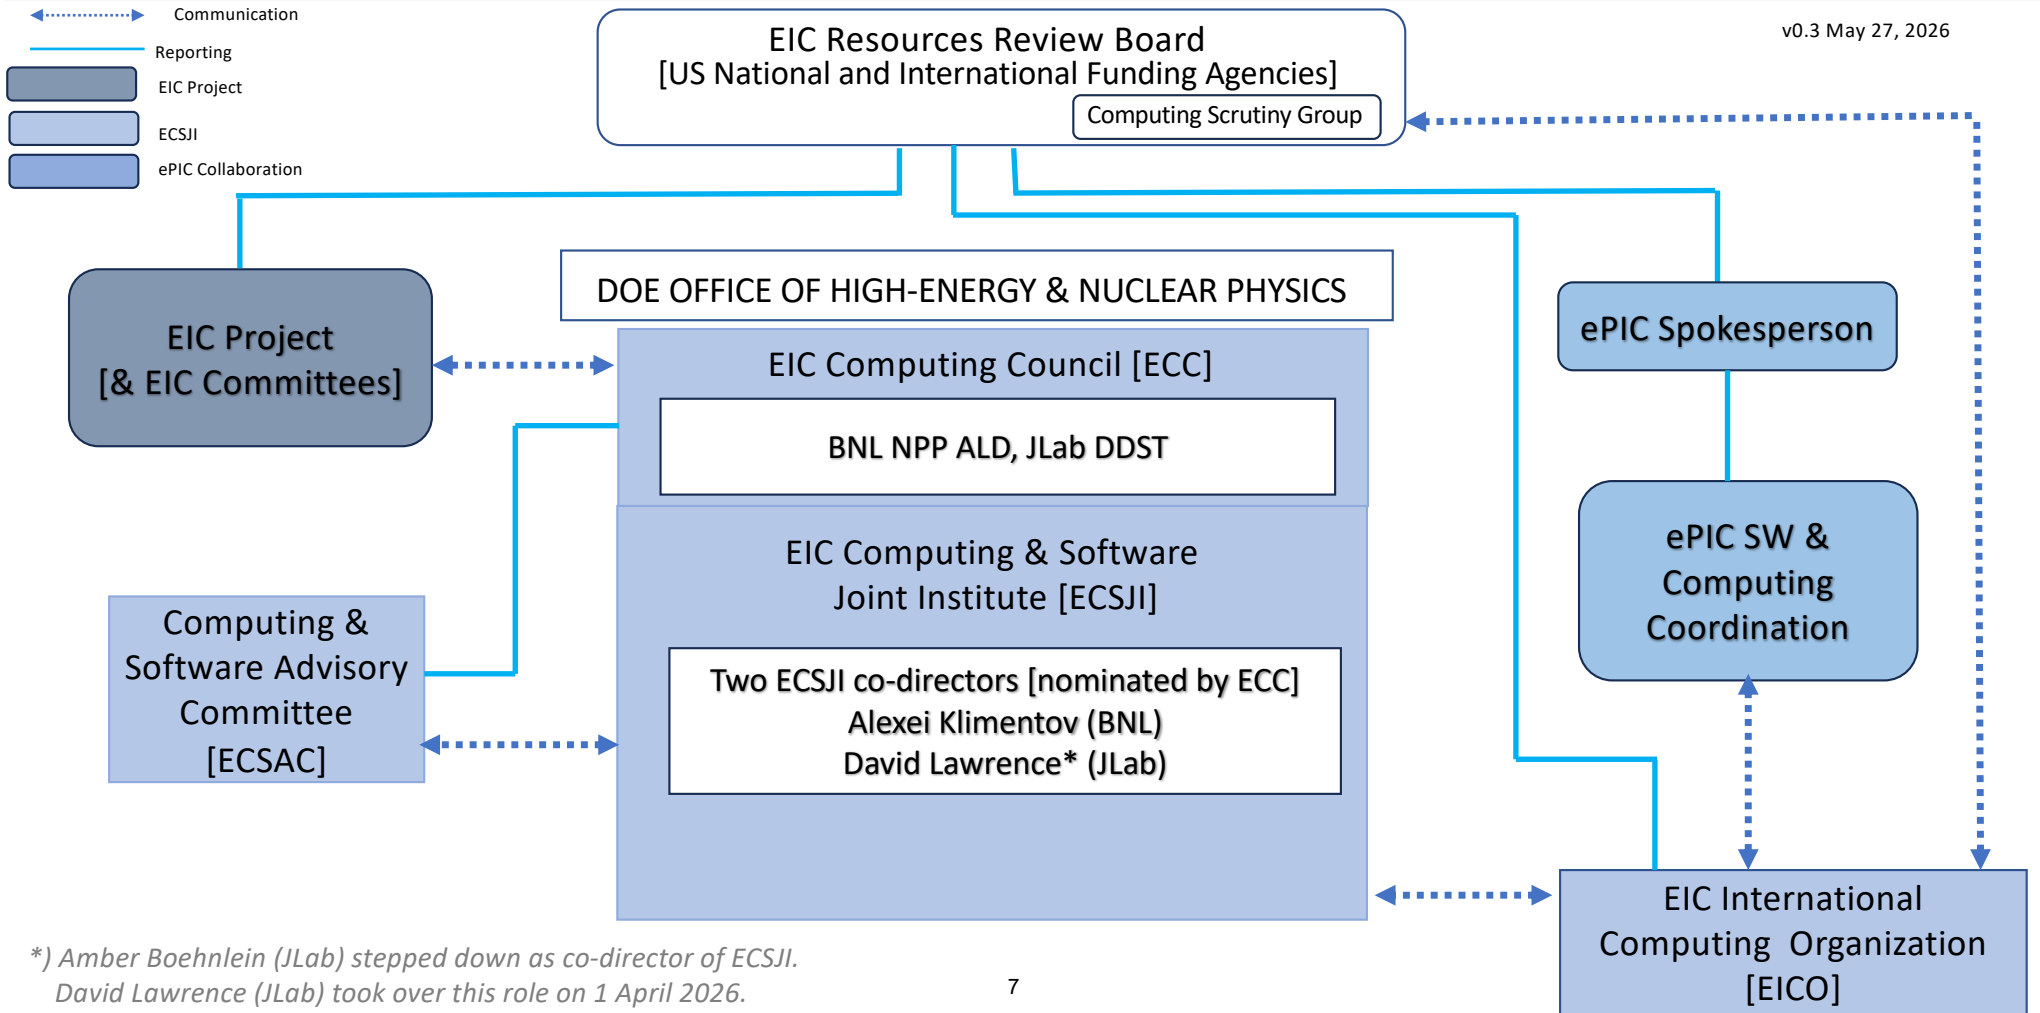 Communication
Reporting
EIC Project
ECSJI
ePIC Collaboration
v0.3 May 27, 2026
EIC Resources Review Board
[US National and International Funding Agencies]
Computing Scrutiny Group
DOE OFFICE OF HIGH-ENERGY & NUCLEAR PHYSICS
EIC Project
[& EIC Committees]
EIC Computing Council [ECC]
BNL NPP ALD, JLab DDST
ePIC Spokesperson
EIC Computing & Software
Joint Institute [ECSJI]
Two ECSJI co-directors [nominated by ECC]
Alexei Klimentov (BNL)
David Lawrence* (JLab)
ePIC SW &
Computing
Coordination
Computing &
Software Advisory
Committee
[ECSAC]
EIC International
Computing Organization
[EICO]
*) Amber Boehnlein (JLab) stepped down as co-director of ECSJI.
David Lawrence (JLab) took over this role on 1 April 2026.
7